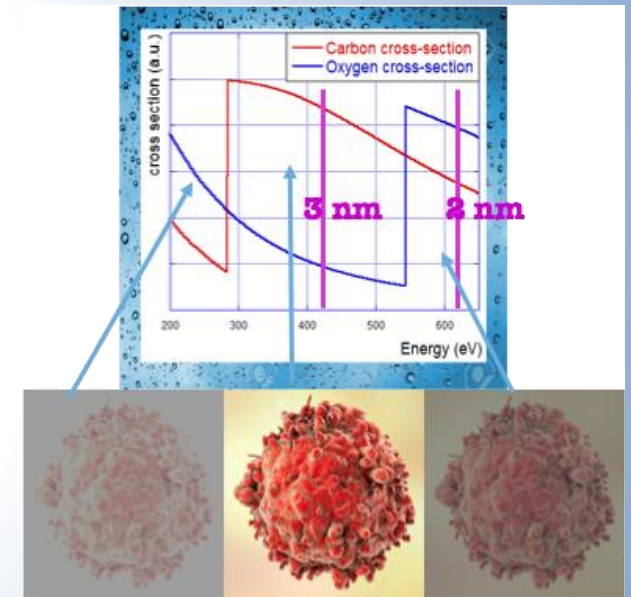 Carbon cross-section
Oxygen cross-section
cross section (a.u.)
3 nm
2 nm
200
300
400
500
600
Energy (eV)